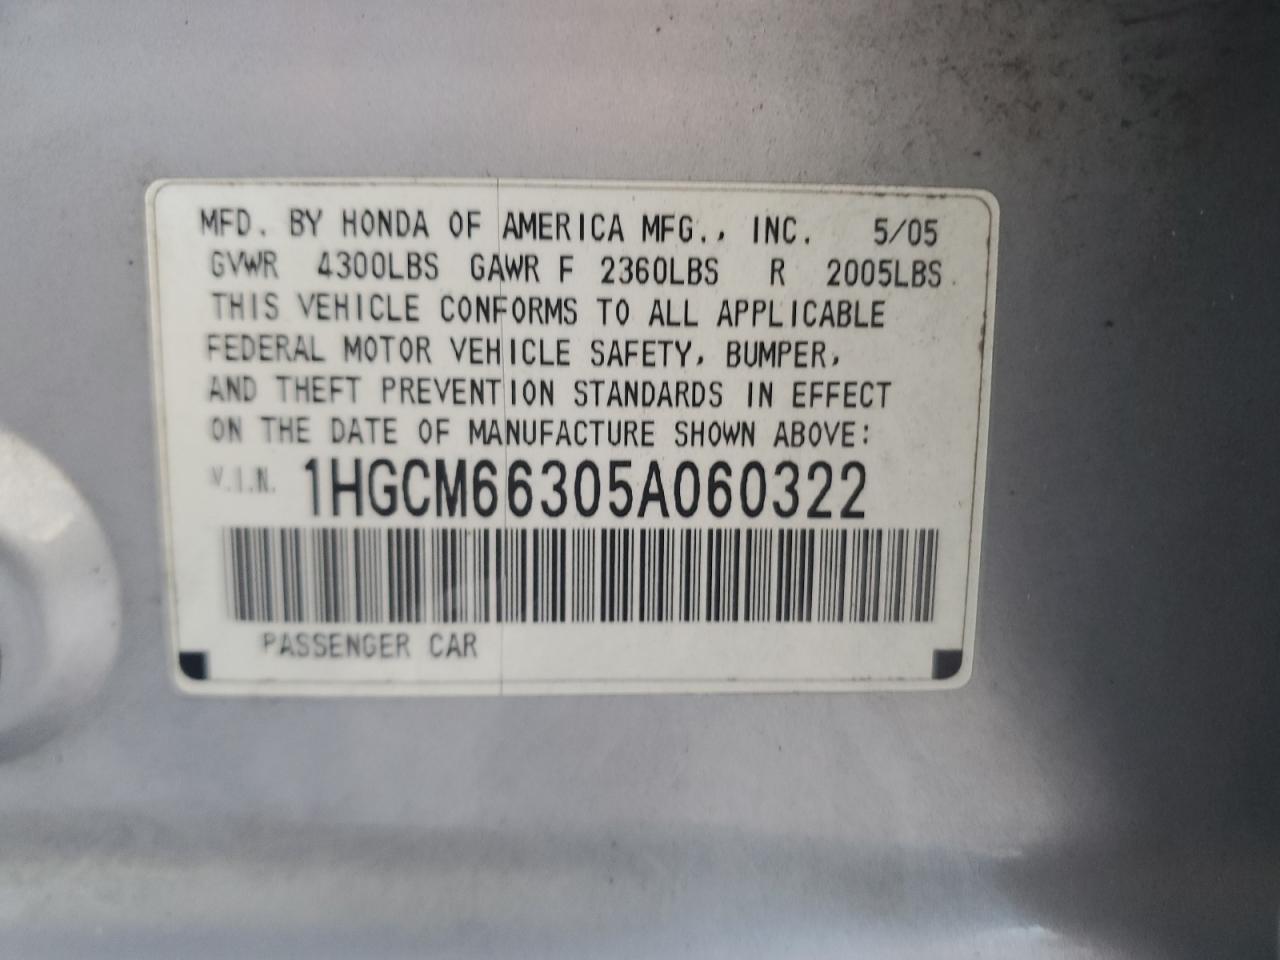 MFD. BY HONDA OF AMERICA MFG., INC. 5/05
GVWR 4300LBS GAWR F 2360LBS R 2005LBS
THIS VEHICLE CONFORMS TO ALL APPLICABLE
FEDERAL MOTOR VEHICLE SAFETY, BUMPER,
AND THEFT PREVENTION STANDARDS IN EFFECT
ON THE DATE OF MANUFACTURE SHOWN ABOVE:
V.I.N. 1HGCM66305A060322
PASSENGER CAR